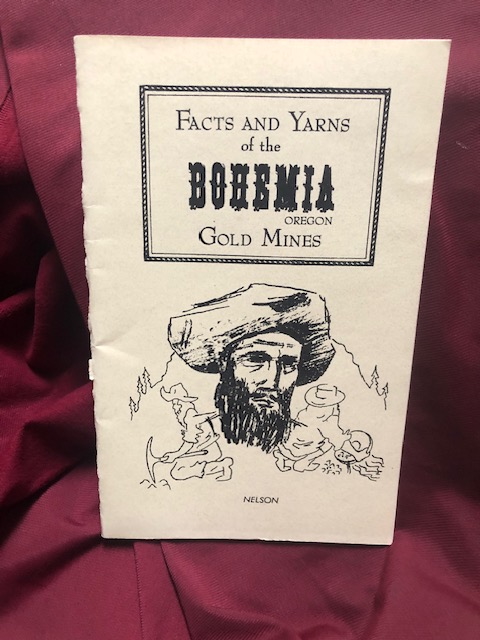 FACTS AND YARNS
of the
BOHEMIA
OREGON
GOLD MINES
NELSON